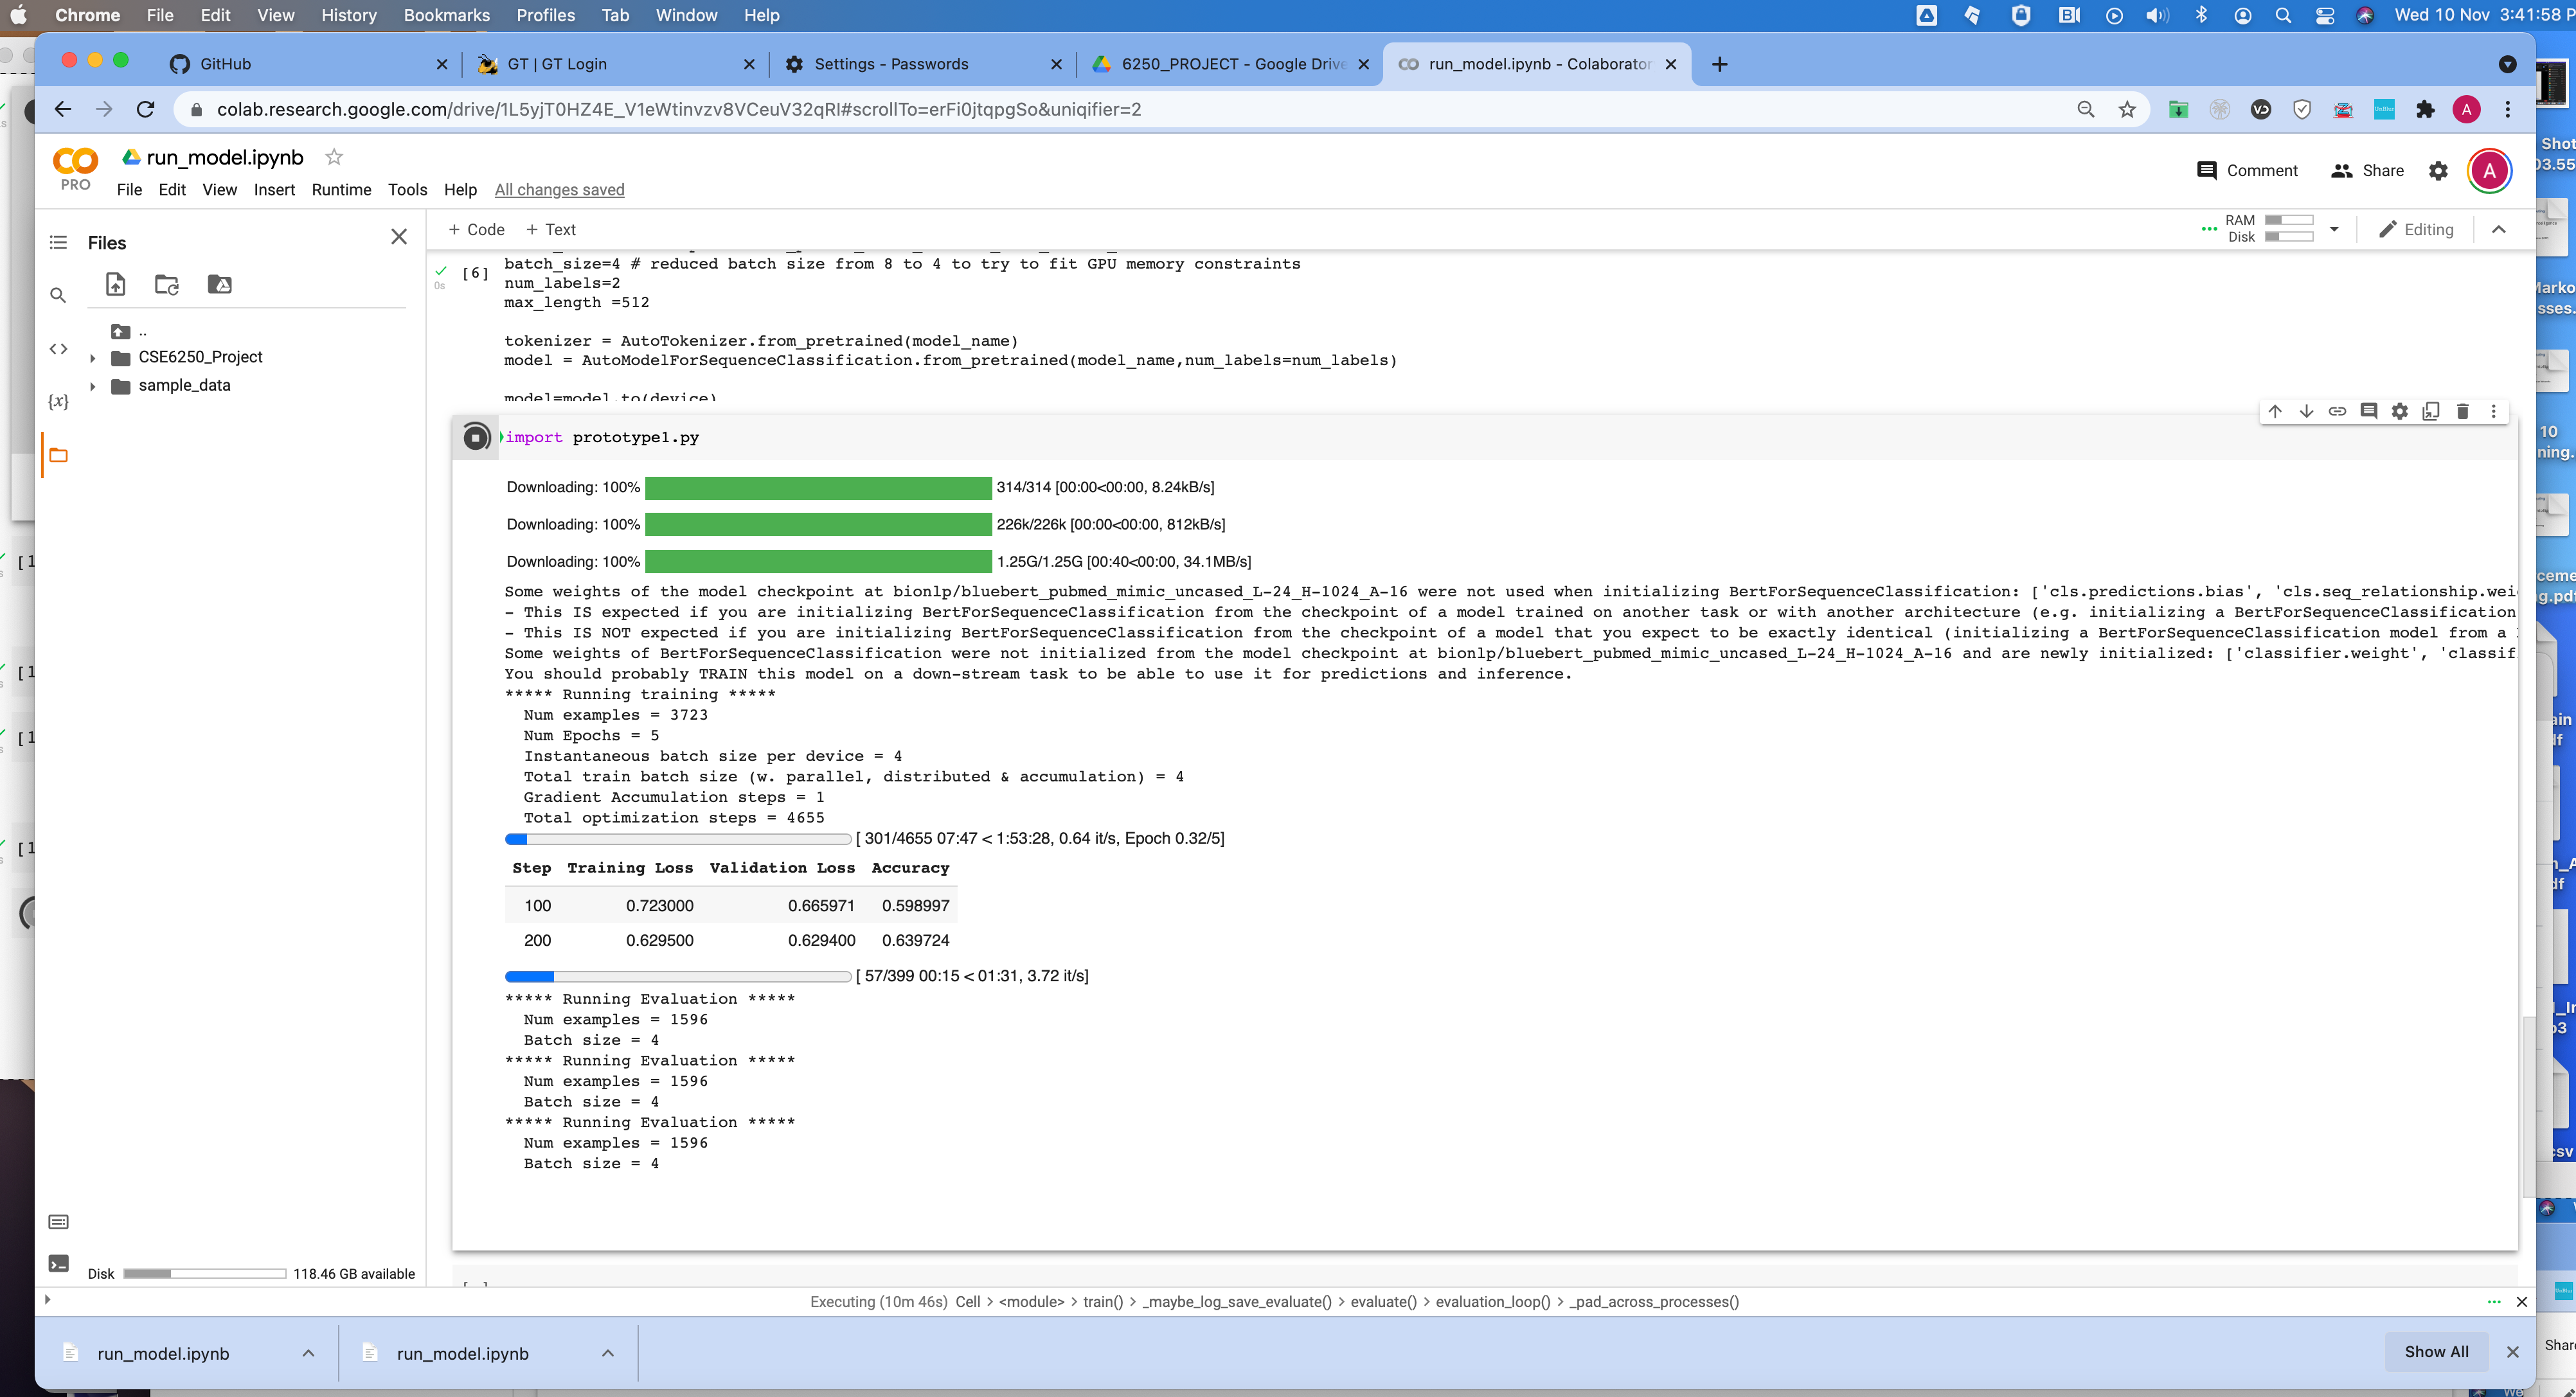 Chrome File Edit View History Bookmarks Profiles Tab Window Help
Wed 10 Nov 3:41:58 P
GitHub
GT | GT Login
Settings - Passwords
6250_PROJECT - Google Drive
run_model.ipynb - Colaborator
colab.research.google.com/drive/1L5yjT0HZ4E_V1eWtinvzv8VCeuV32qRI#scrollTo=erFi0jtqpgSo&uniqifier=2
A
PRO
run_model.ipynb
File Edit View Insert Runtime Tools Help All changes saved
Comment
Share
A
Files
+ Code + Text
RAM
Disk
Editing
..
CSE6250_Project
sample_data
{x}
[6]
0s
batch_size=4 # reduced batch size from 8 to 4 to try to fit GPU memory constraints
num_labels=2
max_length =512
tokenizer = AutoTokenizer.from_pretrained(model_name)
model = AutoModelForSequenceClassification.from_pretrained(model_name,num_labels=num_labels)
model=model.to(device)
import prototype1.py
Downloading: 100% 314/314 [00:00<00:00, 8.24kB/s]
Downloading: 100% 226k/226k [00:00<00:00, 812kB/s]
Downloading: 100% 1.25G/1.25G [00:40<00:00, 34.1MB/s]
Some weights of the model checkpoint at bionlp/bluebert_pubmed_mimic_uncased_L-24_H-1024_A-16 were not used when initializing BertForSequenceClassification: ['cls.predictions.bias', 'cls.seq_relationship.wei
- This IS expected if you are initializing BertForSequenceClassification from the checkpoint of a model trained on another task or with another architecture (e.g. initializing a BertForSequenceClassification
- This IS NOT expected if you are initializing BertForSequenceClassification from the checkpoint of a model that you expect to be exactly identical (initializing a BertForSequenceClassification model from a
Some weights of BertForSequenceClassification were not initialized from the model checkpoint at bionlp/bluebert_pubmed_mimic_uncased_L-24_H-1024_A-16 and are newly initialized: ['classifier.weight', 'classif
You should probably TRAIN this model on a down-stream task to be able to use it for predictions and inference.
***** Running training *****
Num examples = 3723
Num Epochs = 5
Instantaneous batch size per device = 4
Total train batch size (w. parallel, distributed & accumulation) = 4
Gradient Accumulation steps = 1
Total optimization steps = 4655
[ 301/4655 07:47 < 1:53:28, 0.64 it/s, Epoch 0.32/5]
Step Training Loss Validation Loss Accuracy
100 0.723000 0.665971 0.598997
200 0.629500 0.629400 0.639724
[ 57/399 00:15 < 01:31, 3.72 it/s]
***** Running Evaluation *****
Num examples = 1596
Batch size = 4
***** Running Evaluation *****
Num examples = 1596
Batch size = 4
***** Running Evaluation *****
Num examples = 1596
Batch size = 4
Disk 118.46 GB available
Executing (10m 46s) Cell > <module> > train() > _maybe_log_save_evaluate() > evaluate() > evaluation_loop() > _pad_across_processes()
run_model.ipynb
run_model.ipynb
Show All